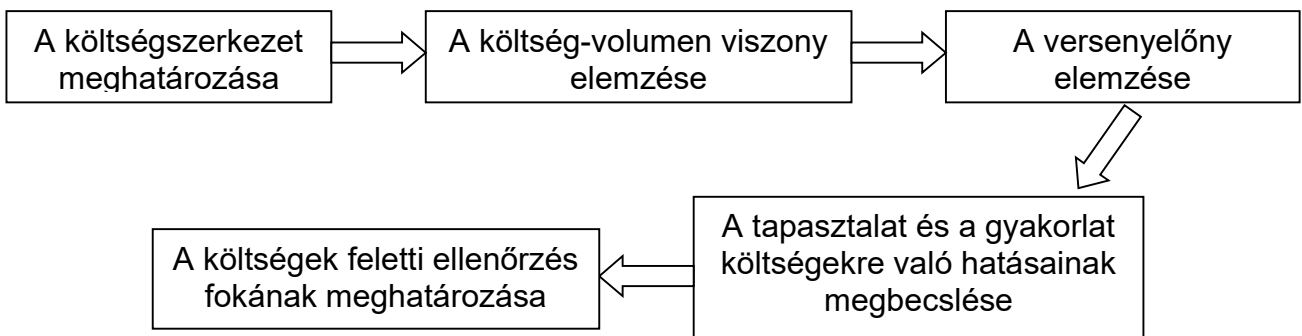 A költségszerkezet
meghatározása
A költség-volumen viszony
elemzése
A versenyelőny
elemzése
A tapasztalat és a gyakorlat
költségekre való hatásainak
megbecslése
A költségek feletti ellenőrzés
fokának meghatározása